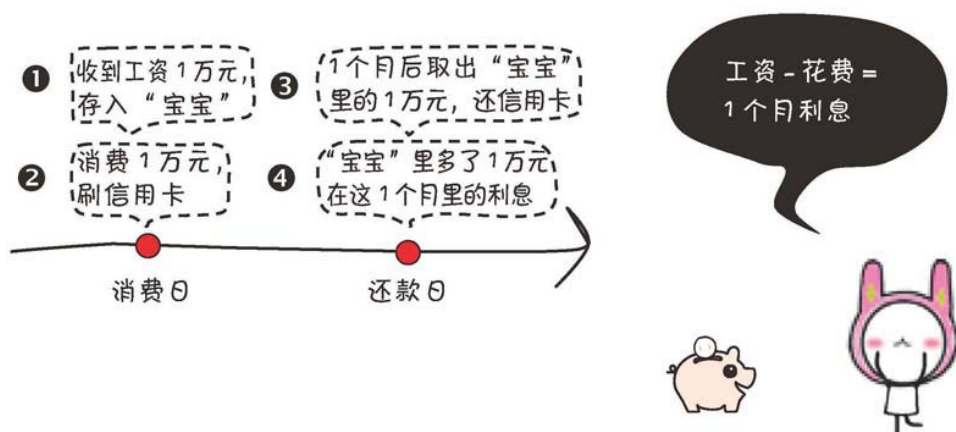 ❶
收到工资1万元，
存入“宝宝”
❷
消费1万元，
刷信用卡
❸
1个月后取出“宝宝”
里的1万元，还信用卡
❹
“宝宝”里多了1万元
在这1个月里的利息
消费日
还款日
工资-花费=
1个月利息